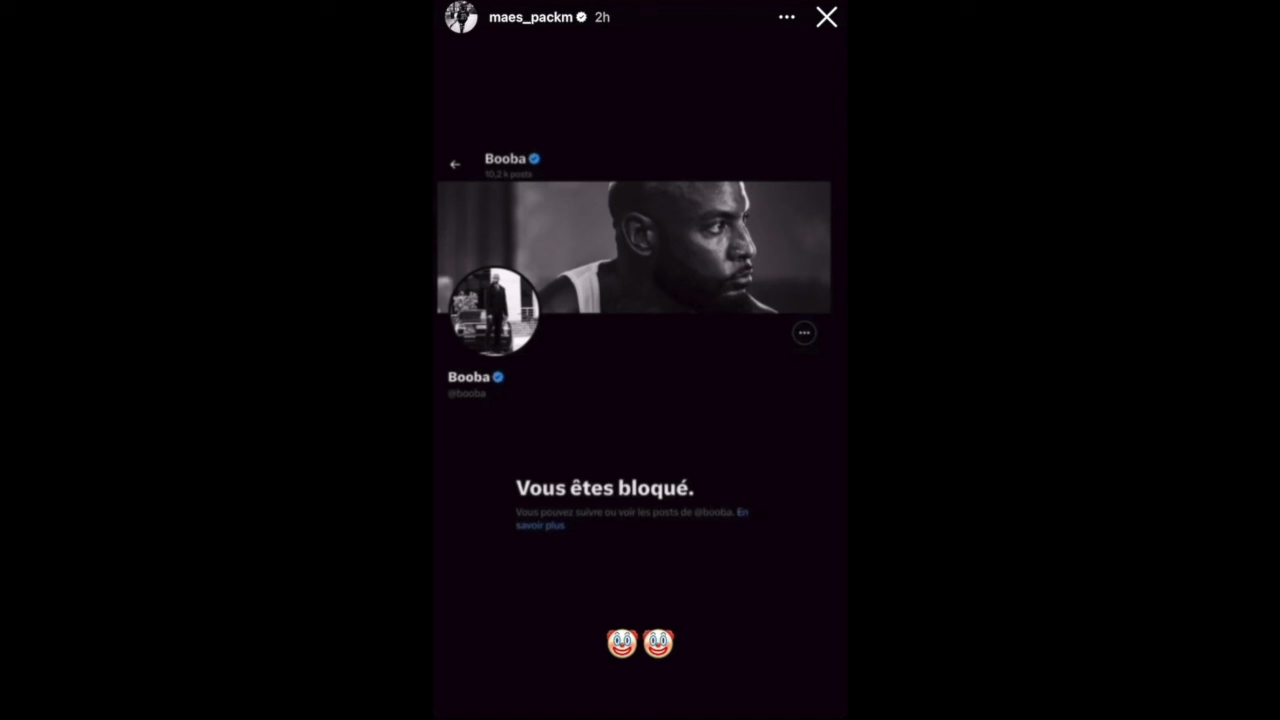 maes_packm 2h
Booba
10,2 k posts
Booba
@booba
Vous êtes bloqué.
Vous pouvez suivre ou voir les posts de @booba. En
savoir plus